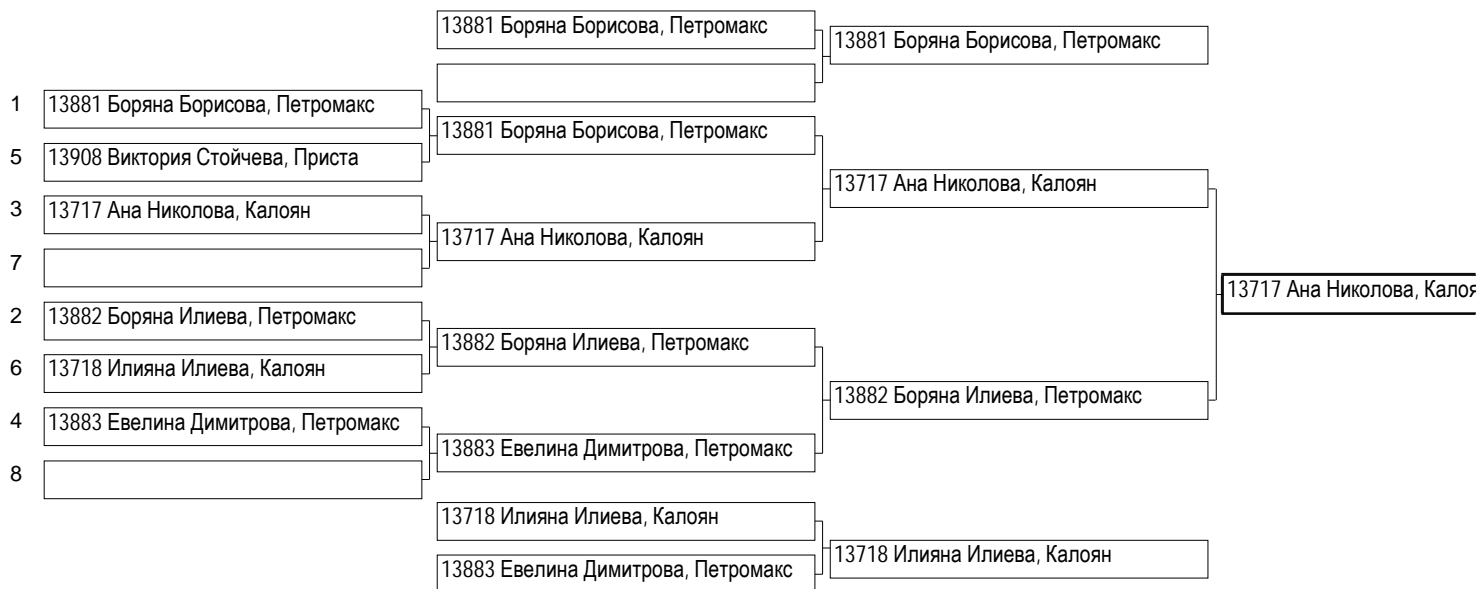 13881 Боряна Борисова, Петромакс
13881 Боряна Борисова, Петромакс
1 13881 Боряна Борисова, Петромакс
13881 Боряна Борисова, Петромакс
5 13908 Виктория Стойчева, Приста
13717 Ана Николова, Калоян
3 13717 Ана Николова, Калоян
13717 Ана Николова, Калоян
7
13717 Ана Николова, Калоя
2 13882 Боряна Илиева, Петромакс
13882 Боряна Илиева, Петромакс
6 13718 Илияна Илиева, Калоян
13882 Боряна Илиева, Петромакс
4 13883 Евелина Димитрова, Петромакс
13883 Евелина Димитрова, Петромакс
8
13718 Илияна Илиева, Калоян
13718 Илияна Илиева, Калоян
13883 Евелина Димитрова, Петромакс